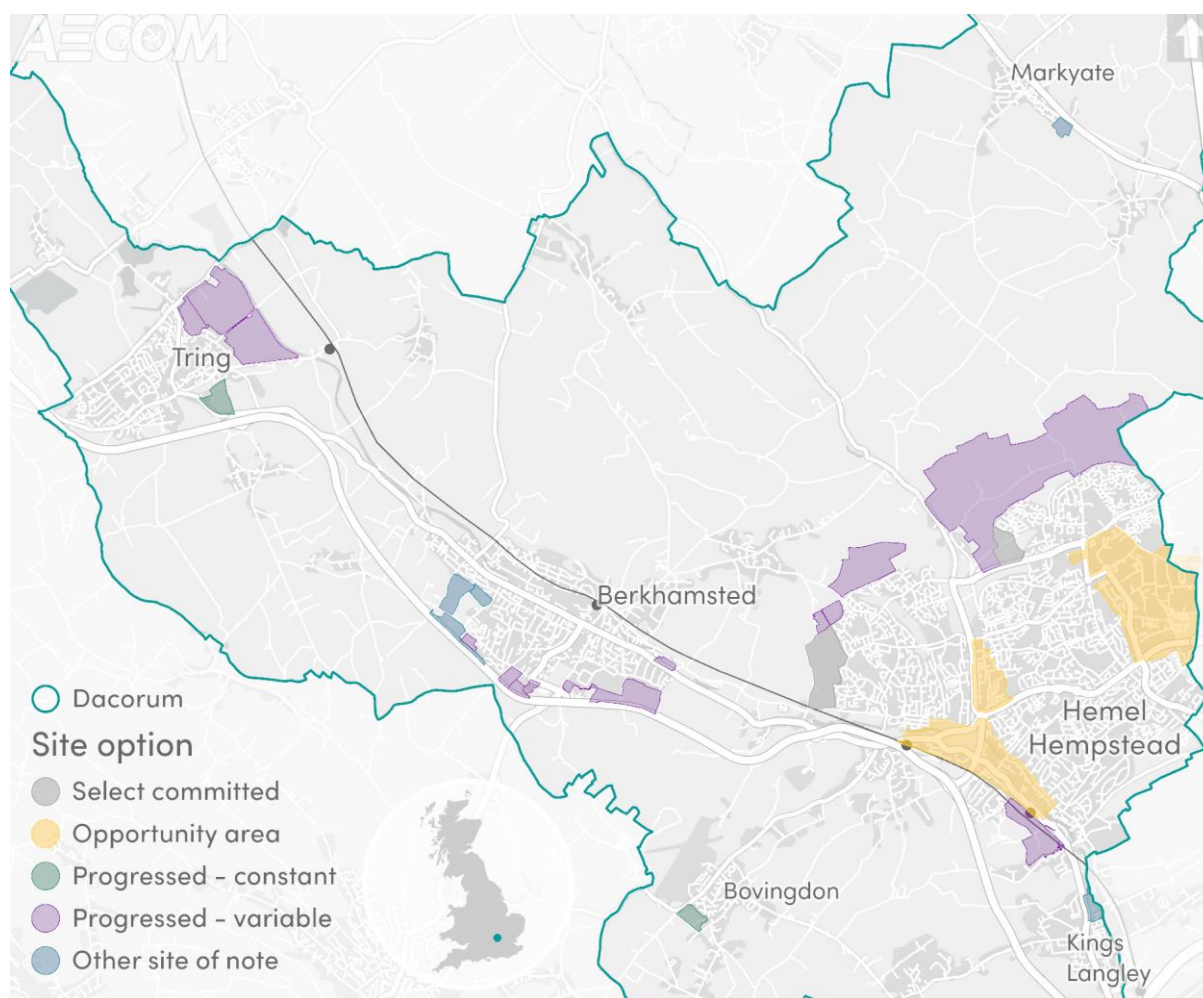 AECOM
Markyate
Tring
Berkhamsted
Hemel
Hempstead
Bovingdon
Kings
Langley
Dacorum
Site option
Select committed
Opportunity area
Progressed - constant
Progressed - variable
Other site of note